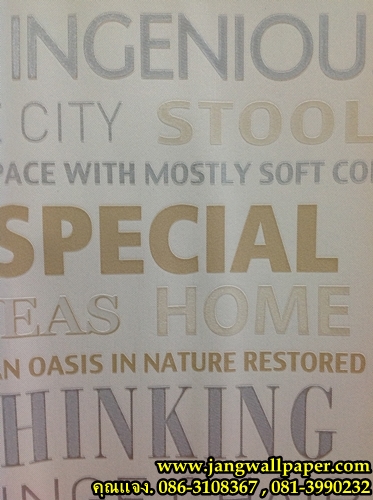 INGENIOU
CITY STOOL
PACE WITH MOSTLY SOFT CO
SPECIAL
EAS HOME
AN OASIS IN NATURE RESTORED
HINKING
www.jangwallpaper.com
คุณแจง. 086-3108367 , 081-3990232